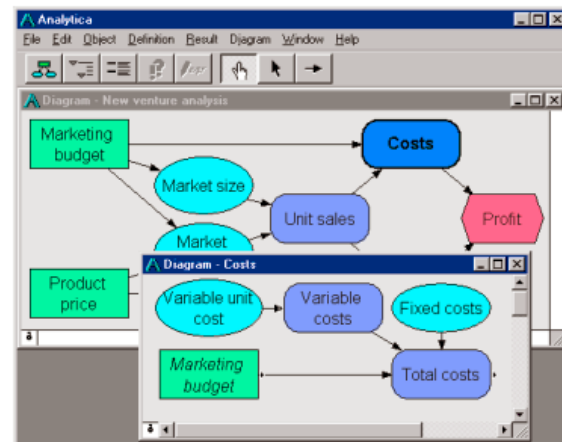 Analytica
File Edit Object Definition Result Diagram Window Help
Diagram - New venture analysis
Marketing
budget
Costs
Market size
Unit sales
Profit
Market
Product
price
Diagram - Costs
Variable unit
cost
Variable
costs
Fixed costs
Marketing
budget
Total costs